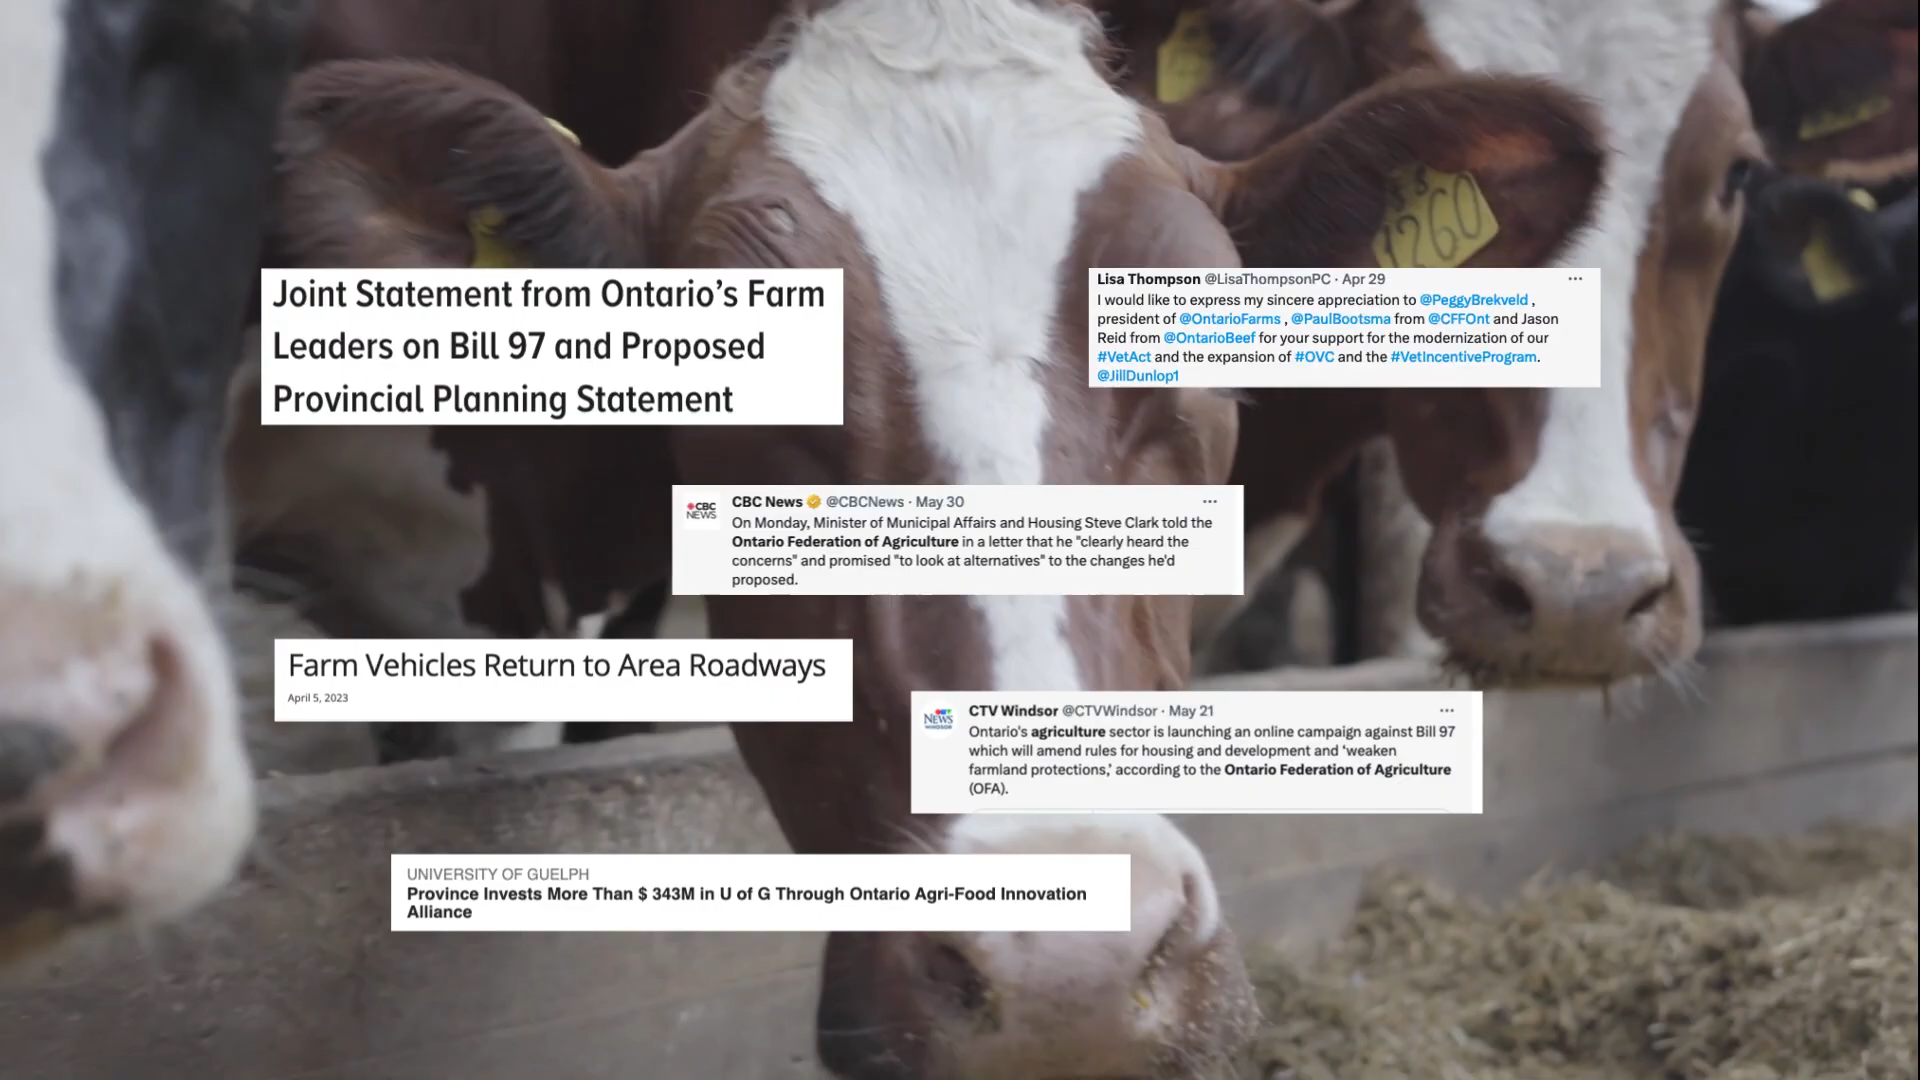 1260
Joint Statement from Ontario's Farm
Leaders on Bill 97 and Proposed
Provincial Planning Statement
Lisa Thompson @LisaThompsonPC · Apr 29
I would like to express my sincere appreciation to @PeggyBrekveld ,
president of @OntarioFarms , @PaulBootsma from @CFFOnt and Jason
Reid from @OntarioBeef for your support for the modernization of our
#VetAct and the expansion of #OVC and the #VetIncentiveProgram.
@JillDunlop1
CBC NEWS
CBC News @CBCNews · May 30
On Monday, Minister of Municipal Affairs and Housing Steve Clark told the
Ontario Federation of Agriculture in a letter that he "clearly heard the
concerns" and promised "to look at alternatives" to the changes he'd
proposed.
Farm Vehicles Return to Area Roadways
April 5, 2023
NEWS
WINDSOR
CTV Windsor @CTVWindsor · May 21
Ontario's agriculture sector is launching an online campaign against Bill 97
which will amend rules for housing and development and ‘weaken
farmland protections,’ according to the Ontario Federation of Agriculture
(OFA).
UNIVERSITY OF GUELPH
Province Invests More Than $ 343M in U of G Through Ontario Agri-Food Innovation
Alliance